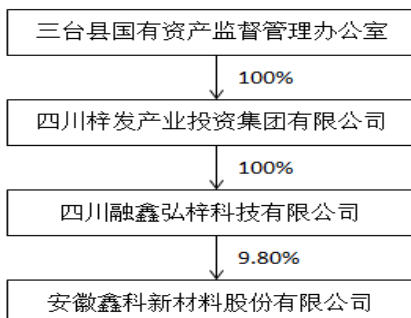 三台县国有资产监督管理办公室
100%
四川梓发产业投资集团有限公司
100%
四川融鑫弘梓科技有限公司
9.80%
安徽鑫科新材料股份有限公司